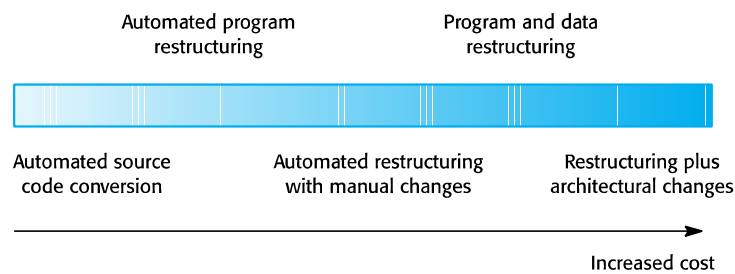 Automated program
restructuring
Program and data
restructuring
Automated source
code conversion
Automated restructuring
with manual changes
Restructuring plus
architectural changes
Increased cost